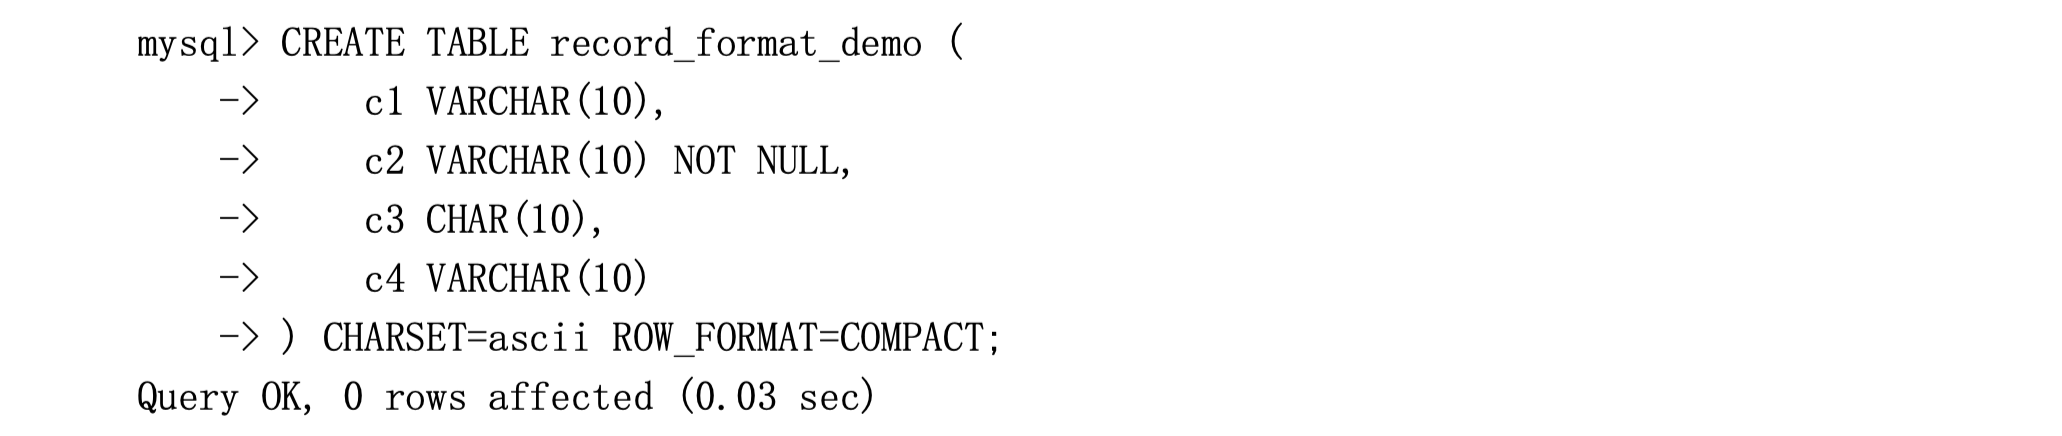 mysql> CREATE TABLE record_format_demo (
    ->     c1 VARCHAR(10),
    ->     c2 VARCHAR(10) NOT NULL,
    ->     c3 CHAR(10),
    ->     c4 VARCHAR(10)
    -> ) CHARSET=ascii ROW_FORMAT=COMPACT;
Query OK, 0 rows affected (0.03 sec)